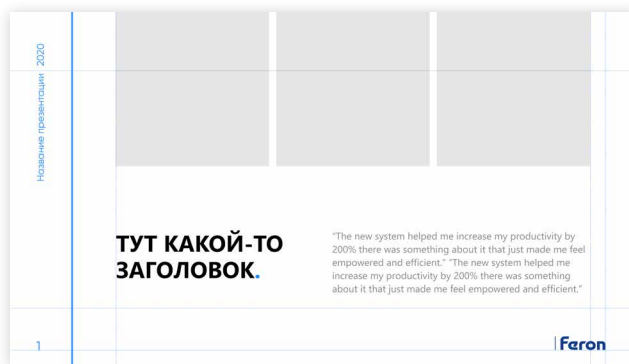 Название презентации 2020
ТУТ КАКОЙ-ТО
ЗАГОЛОВОК.
"The new system helped me increase my productivity by
200% there was something about it that just made me feel
empowered and efficient." "The new system helped me
increase my productivity by 200% there was something
about it that just made me feel empowered and efficient."
1
Feron